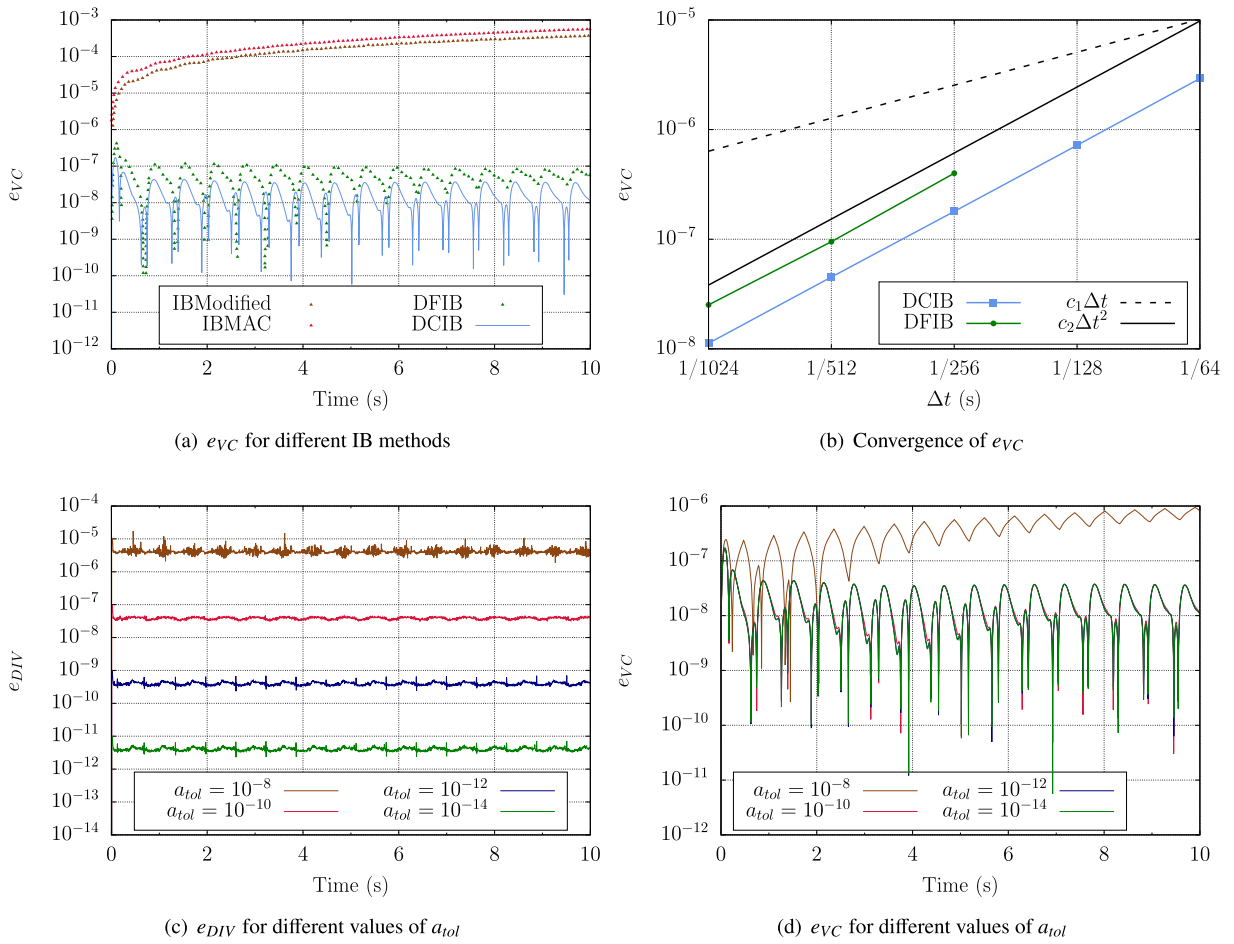 10⁻³
10⁻⁴
10⁻⁵
10⁻⁶
10⁻⁷
10⁻⁸
10⁻⁹
10⁻¹⁰
10⁻¹¹
10⁻¹²
e_VC
IBModified
IBMAC
DFIB
DCIB
0 2 4 6 8 10
Time (s)
(a) e_VC for different IB methods
10⁻⁵
10⁻⁶
10⁻⁷
10⁻⁸
e_VC
DCIB
DFIB
c₁Δt
c₂Δt²
1/1024 1/512 1/256 1/128 1/64
Δt (s)
(b) Convergence of e_VC
10⁻⁴
10⁻⁵
10⁻⁶
10⁻⁷
10⁻⁸
10⁻⁹
10⁻¹⁰
10⁻¹¹
10⁻¹²
10⁻¹³
10⁻¹⁴
e_DIV
a_tol = 10⁻⁸
a_tol = 10⁻¹⁰
a_tol = 10⁻¹²
a_tol = 10⁻¹⁴
0 2 4 6 8 10
Time (s)
(c) e_DIV for different values of a_tol
10⁻⁶
10⁻⁷
10⁻⁸
10⁻⁹
10⁻¹⁰
10⁻¹¹
10⁻¹²
e_VC
a_tol = 10⁻⁸
a_tol = 10⁻¹⁰
a_tol = 10⁻¹²
a_tol = 10⁻¹⁴
0 2 4 6 8 10
Time (s)
(d) e_VC for different values of a_tol